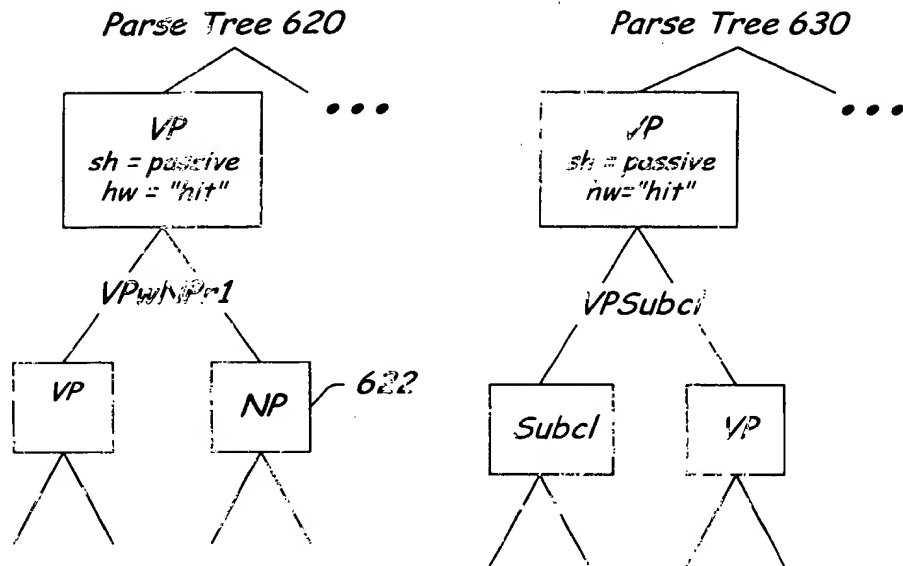 Parse Tree 620
VP
sh = passive
hw = "hit"
VPwNPr1
VP
NP
622
Parse Tree 630
VP
sh = passive
hw="hit"
VPSubcl
Subcl
VP